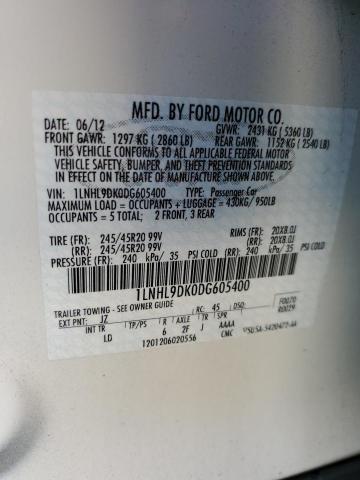 MFD. BY FORD MOTOR CO.
DATE: 06/12 GVWR: 2431 KG ( 5360 LB)
FRONT GAWR: 1297 KG ( 2860 LB) REAR GAWR: 1152 KG ( 2540 LB)
THIS VEHICLE CONFORMS TO ALL APPLICABLE FEDERAL MOTOR
VEHICLE SAFETY, BUMPER, AND THEFT PREVENTION STANDARDS
IN EFFECT ON THE DATE OF MANUFACTURE SHOWN ABOVE.
VIN: 1LNHL9DK0DG605400 TYPE: Passenger Car
MAXIMUM LOAD = OCCUPANTS + LUGGAGE = 430KG/ 950LB
OCCUPANTS = 5 TOTAL: 2 FRONT, 3 REAR
TIRE (FR): 245/45R20 99V RIMS (FR): 20X8.0J
(RR): 245/45R20 99V (RR): 20X8.0J
PRESSURE (FR): 240 kPa/ 35 PSI COLD (RR): 240 kPa/ 35 PSI COLD
1LNHL9DK0DG605400
TRAILER TOWING - SEE OWNER GUIDE
RC: 45 DSO: F0020
R0029
EXT PNT: JZ TP/PS R AXLE TR SPR
LD 6 2F J AAAA
1201206020556 CMC 5420472-AA